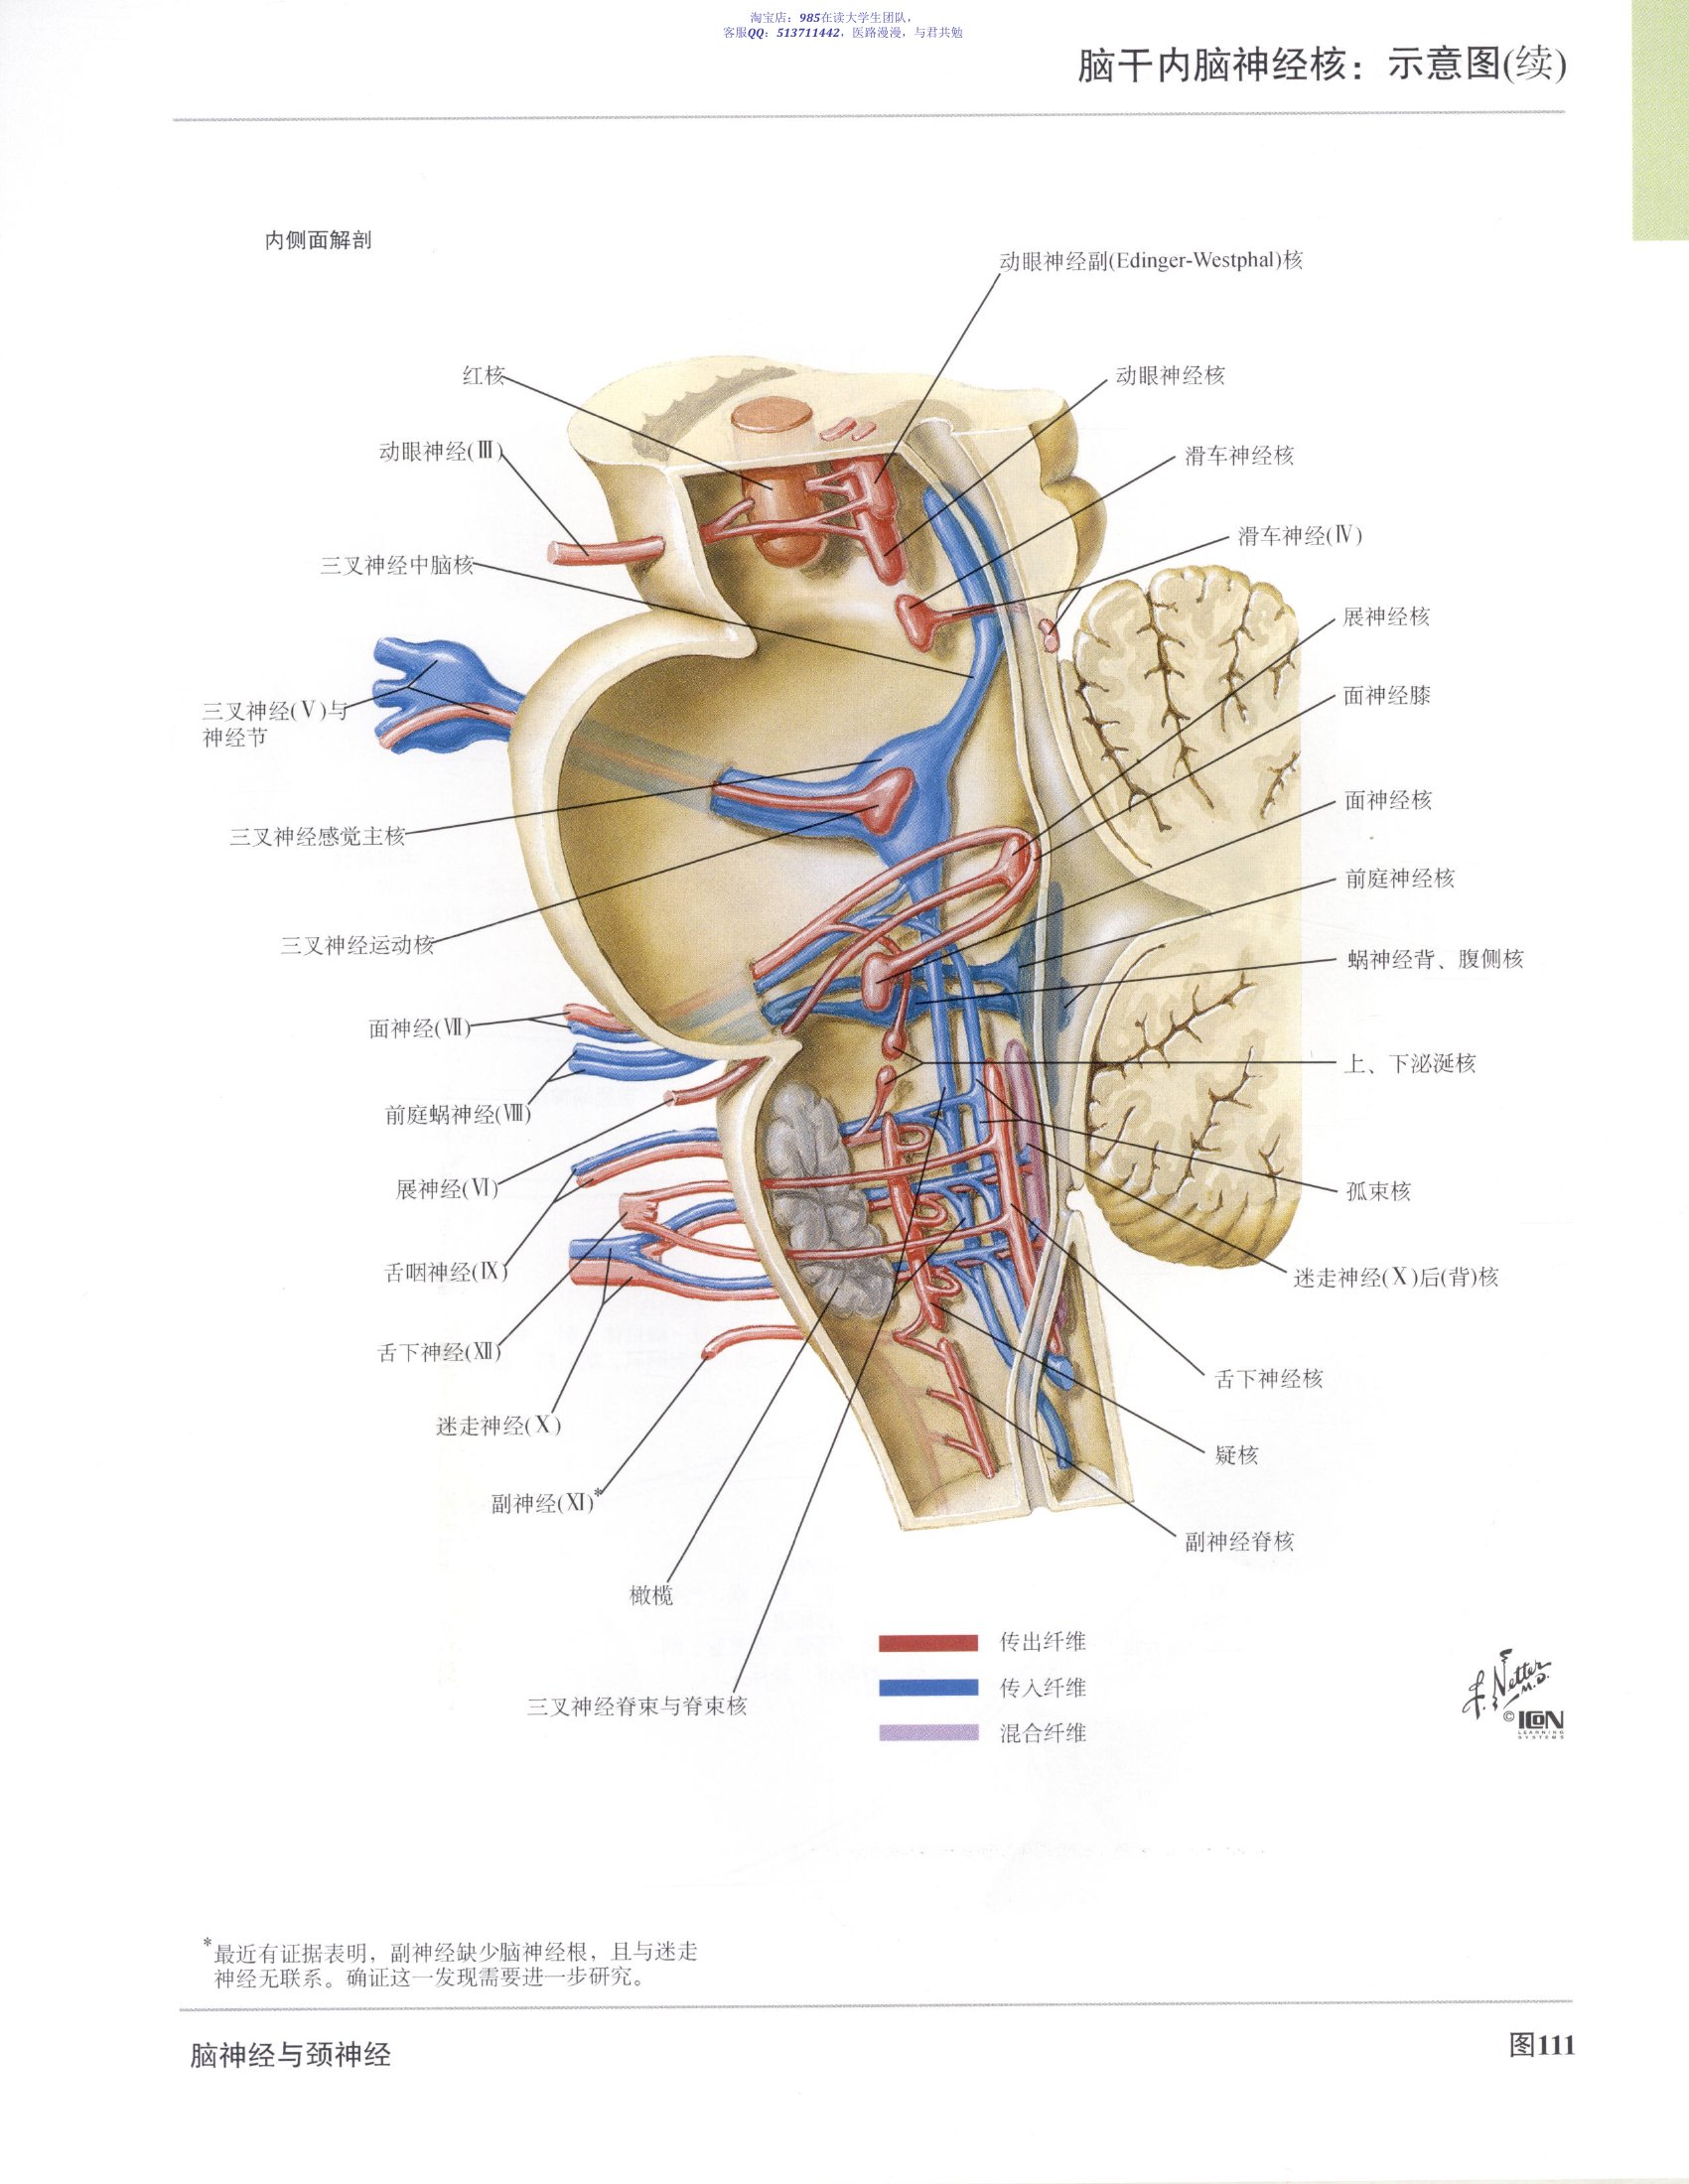 淘宝店：985在读大学生团队，
客服QQ：513711442，医路漫漫，与君共勉
脑干内脑神经核：示意图(续)
内侧面解剖
动眼神经副(Edinger-Westphal)核
红核
动眼神经核
动眼神经(Ⅲ)
滑车神经核
滑车神经(Ⅳ)
三叉神经中脑核
展神经核
面神经膝
三叉神经(Ⅴ)与
神经节
面神经核
三叉神经感觉主核
前庭神经核
三叉神经运动核
蜗神经背、腹侧核
面神经(Ⅶ)
上、下泌涎核
前庭蜗神经(Ⅷ)
展神经(Ⅵ)
孤束核
舌咽神经(Ⅸ)
迷走神经(Ⅹ)后(背)核
舌下神经(Ⅻ)
舌下神经核
迷走神经(Ⅹ)
疑核
副神经(Ⅺ)*
副神经脊核
橄榄
三叉神经脊束与脊束核
传出纤维
传入纤维
混合纤维
F. Netter
M.D.
© ICON
LEARNING
SYSTEMS
*最近有证据表明，副神经缺少脑神经根，且与迷走
神经无联系。确证这一发现需要进一步研究。
脑神经与颈神经
图111